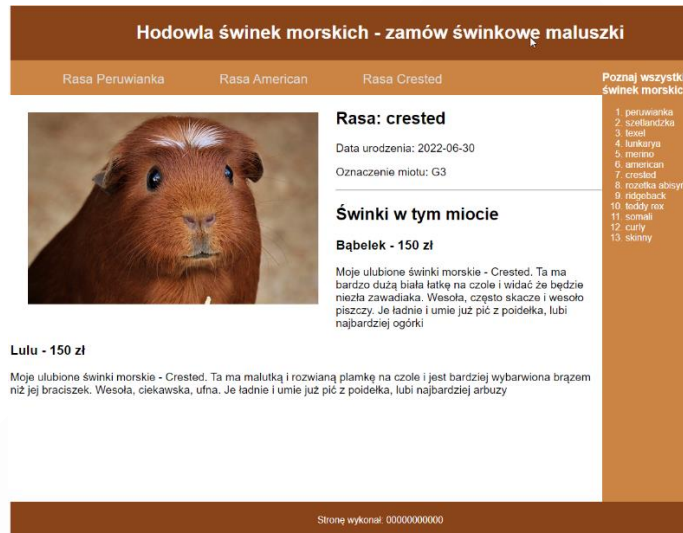 Hodowla świnek morskich - zamów świnkowe maluszki
Rasa Peruwianka Rasa American Rasa Crested
Rasa: crested
Data urodzenia: 2022-06-30
Oznaczenie miotu: G3
Świnki w tym miocie
Bąbelek - 150 zł
Moje ulubione świnki morskie - Crested. Ta ma
bardzo dużą biała łatkę na czole i widać że będzie
niezła zawadiaka. Wesoła, często skacze i wesoło
piszczy. Je ładnie i umie już pić z poidełka, lubi
najbardziej ogórki
Lulu - 150 zł
Moje ulubione świnki morskie - Crested. Ta ma malutką i rozwianą plamkę na czole i jest bardziej wybarwiona brązem
niż jej braciszek. Wesoła, ciekawska, ufna. Je ładnie i umie już pić z poidełka, lubi najbardziej arbuzy
Poznaj
świnek
1. peruwianka
2. szetlandzka
3. texel
4. lunkarya
5. merino
6. american
7. crested
8. rozetka
9. ridgeback
10. teddy rex
11. somali
12. curly
13. skinny
Stronę wykonał: 00000000000